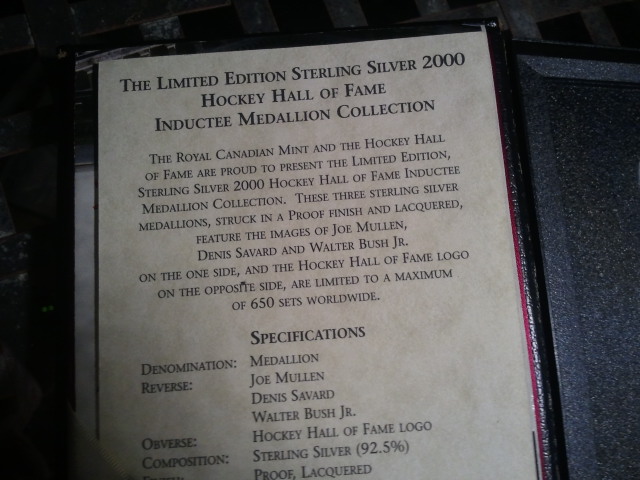 The Limited Edition Sterling Silver 2000
Hockey Hall of Fame
Inductee Medallion Collection
The Royal Canadian Mint and the Hockey Hall
of Fame are proud to present the Limited Edition,
Sterling Silver 2000 Hockey Hall of Fame Inductee
Medallion Collection. These three sterling silver
medallions, struck in a Proof finish and lacquered,
feature the images of Joe Mullen,
Denis Savard and Walter Bush Jr.
on the one side, and the Hockey Hall of Fame logo
on the opposite side, are limited to a maximum
of 650 sets worldwide.
Specifications
Denomination: Medallion
Reverse: Joe Mullen
Denis Savard
Walter Bush Jr.
Obverse: Hockey Hall of Fame logo
Composition: Sterling Silver (92.5%)
Proof, Lacquered